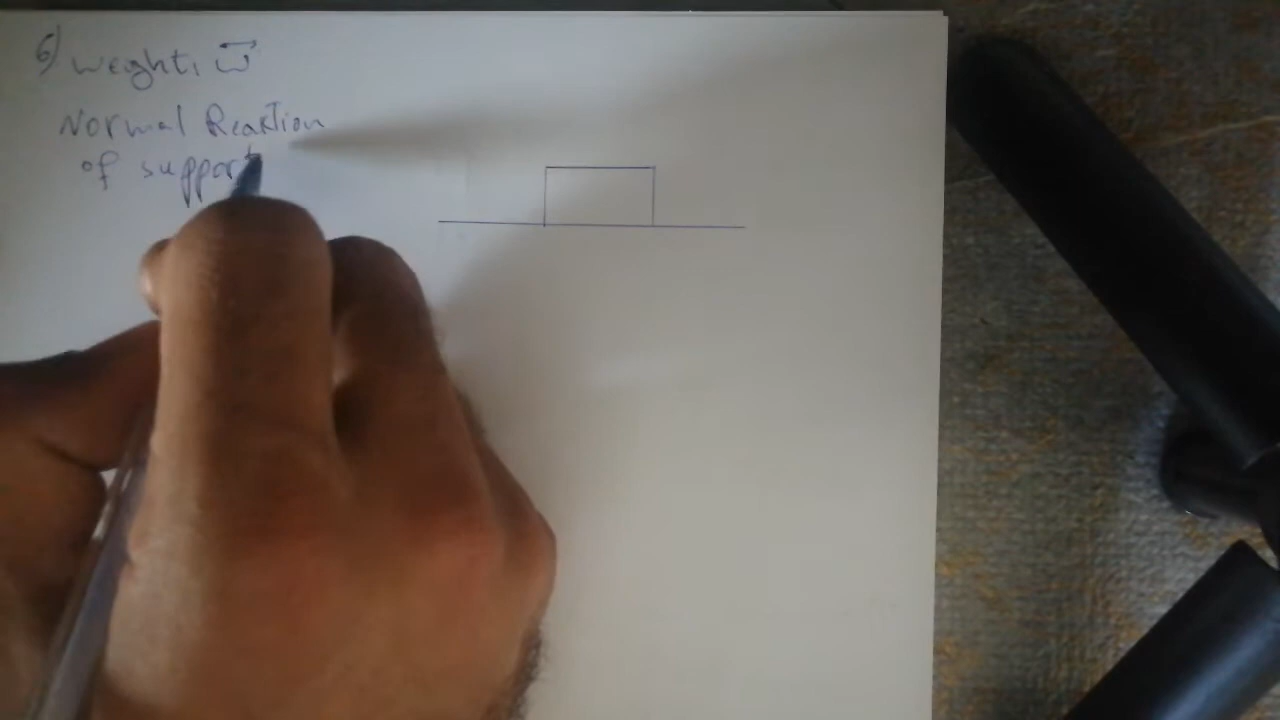 6) Weight, w⃗
Normal Reaction
of support